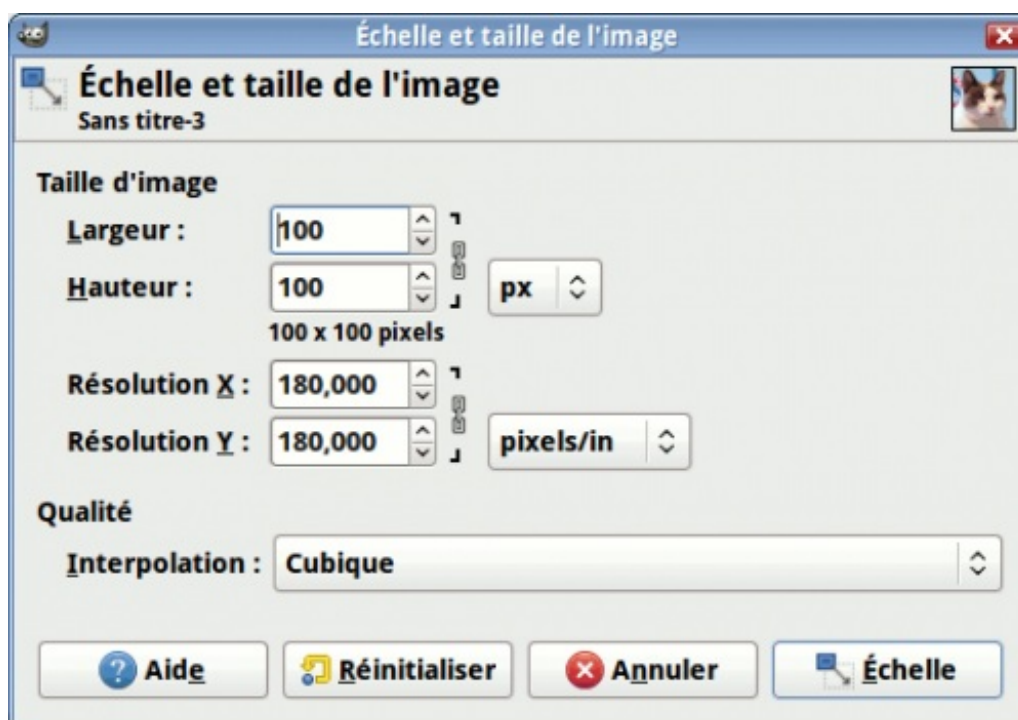 Échelle et taille de l'image
Échelle et taille de l'image
Sans titre-3
Taille d'image
Largeur : 100
Hauteur : 100 px
100 x 100 pixels
Résolution X : 180,000
Résolution Y : 180,000 pixels/in
Qualité
Interpolation : Cubique
Aide Réinitialiser Annuler Échelle